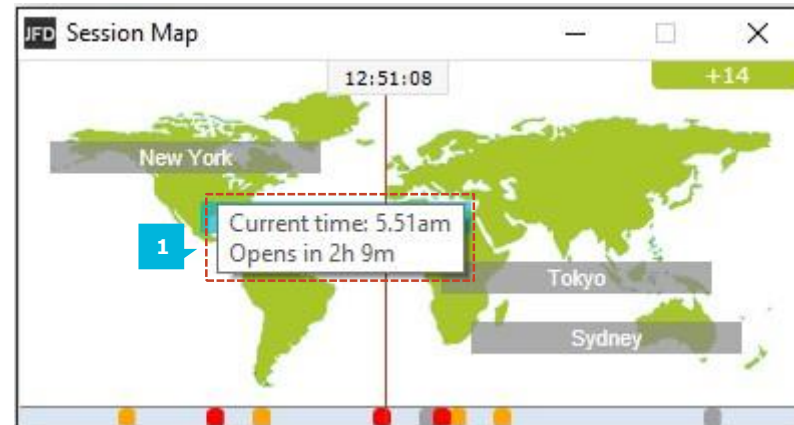 JFD Session Map
12:51:08
+14
New York
Current time: 5.51am
Opens in 2h 9m
1
Tokyo
Sydney